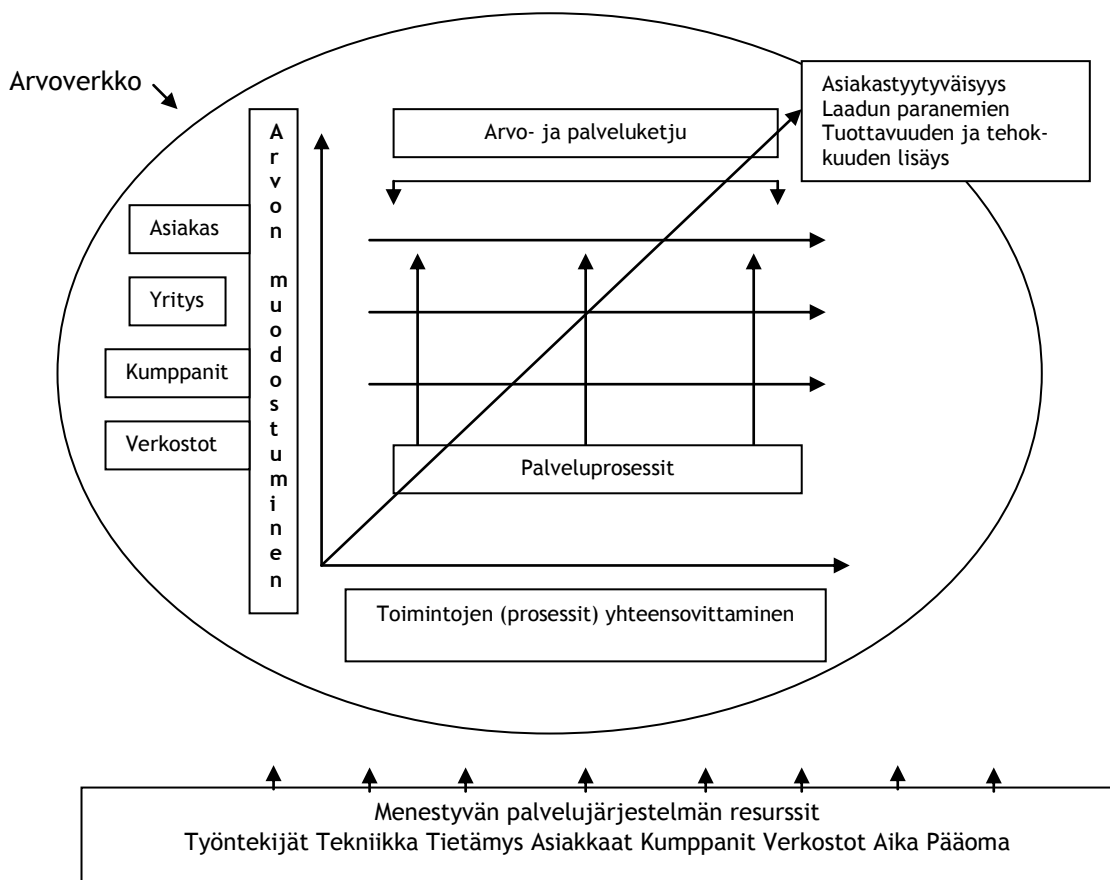 Arvoverkko
Asiakastyytyväisyys
Laadun paranemien
Tuottavuuden ja tehok-
kuuden lisäys
Arvo- ja palveluketju
Arvon muodostuminen
Asiakas
Yritys
Kumppanit
Verkostot
Palveluprosessit
Toimintojen (prosessit) yhteensovittaminen
Menestyvän palvelujärjestelmän resurssit
Työntekijät Tekniikka Tietämys Asiakkaat Kumppanit Verkostot Aika Pääoma